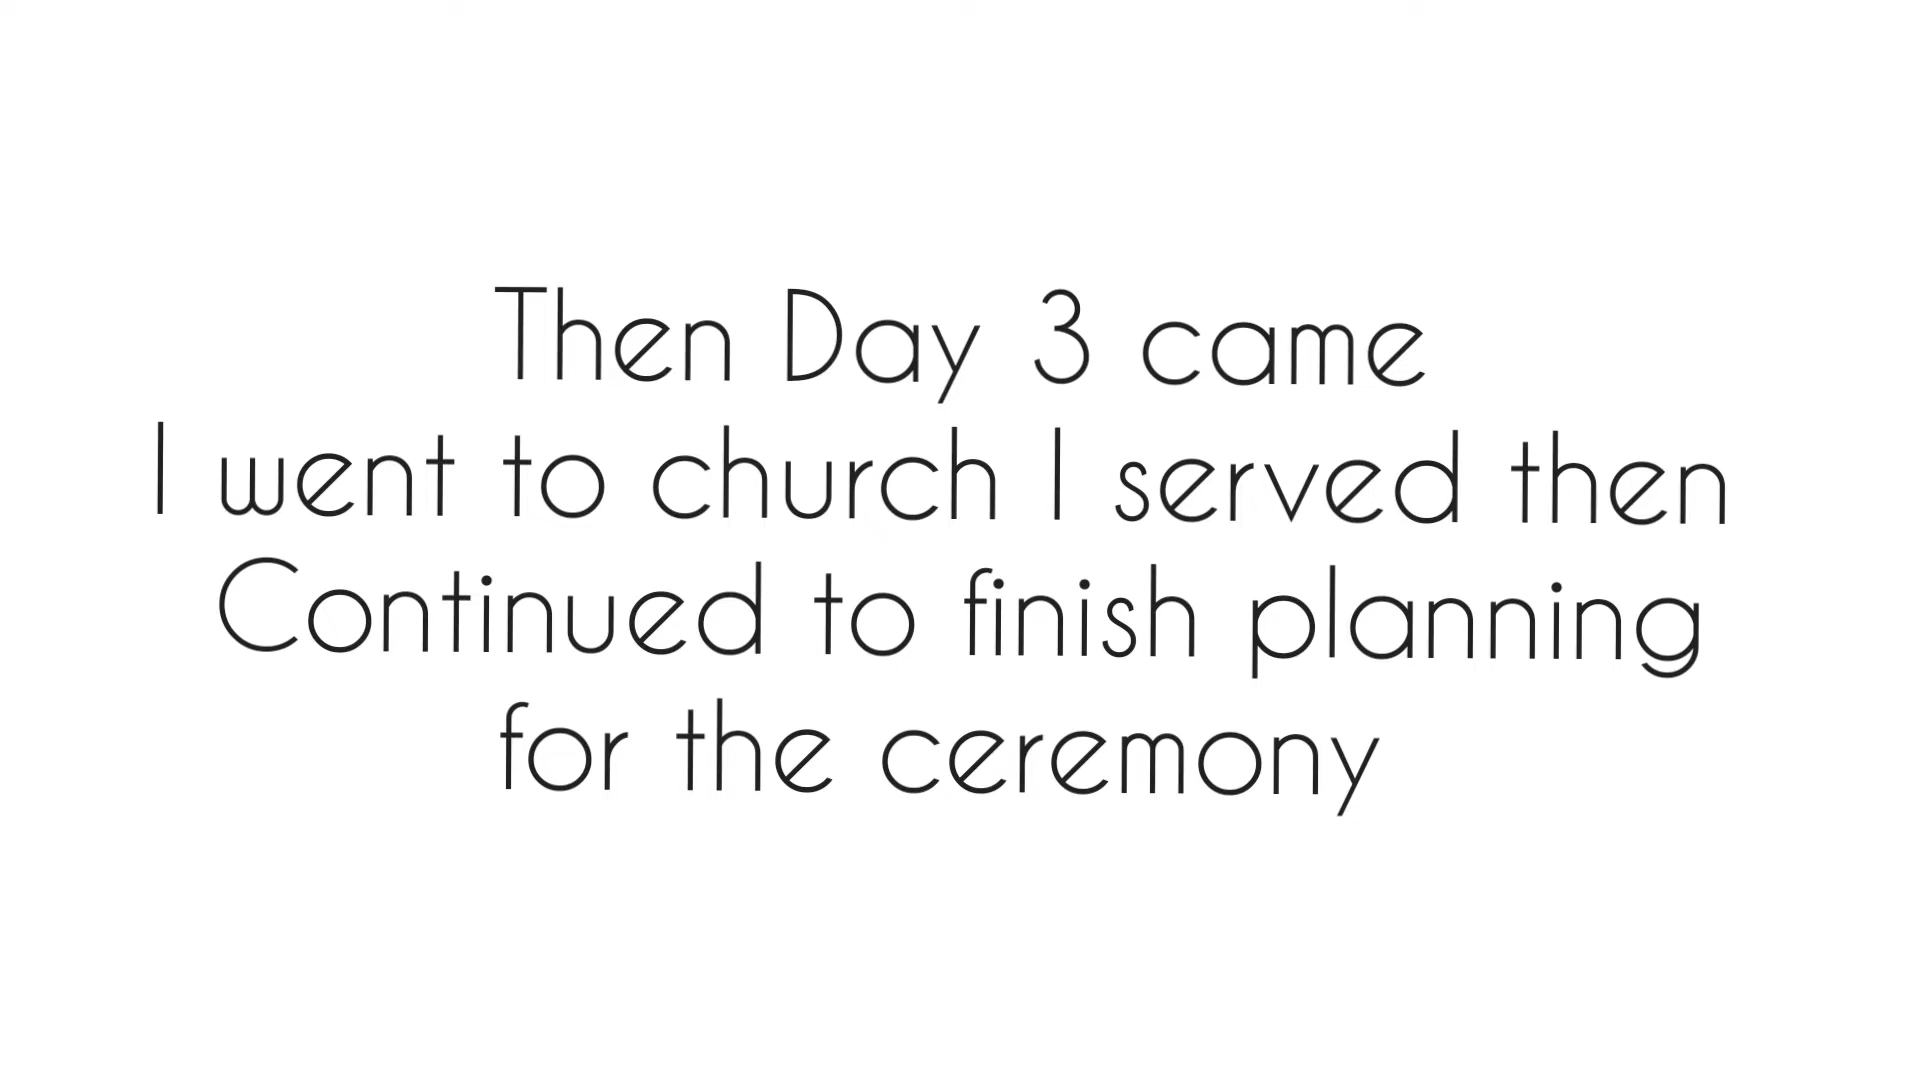 Then Day 3 came
I went to church I served then
Continued to finish planning
for the ceremony